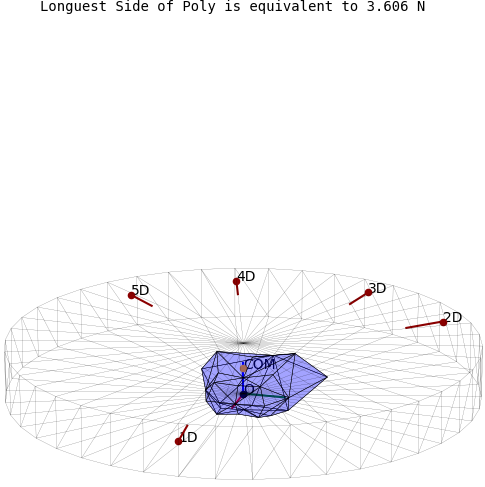 Longuest Side of Poly is equivalent to 3.606 N
4D
5D
3D
2D
COM
O
1D